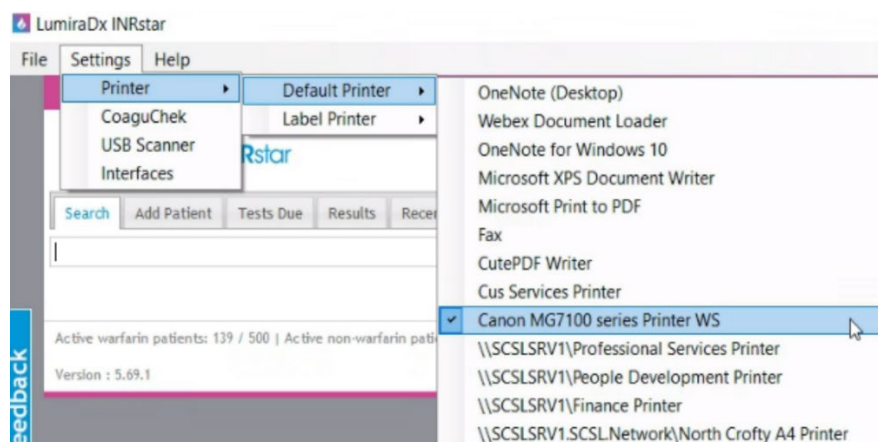 LumiraDx INRstar
File Settings Help
Printer
CoaguChek
USB Scanner
Interfaces
Default Printer
Label Printer
OneNote (Desktop)
Webex Document Loader
OneNote for Windows 10
Microsoft XPS Document Writer
Microsoft Print to PDF
Fax
CutePDF Writer
Cus Services Printer
Canon MG7100 series Printer WS
\\SCSLSRV1\Professional Services Printer
\\SCSLSRV1\People Development Printer
\\SCSLSRV1\Finance Printer
\\SCSLSRV1.SCSL.Network\North Crofty A4 Printer
Rstar
Search Add Patient Tests Due Results Recen
Active warfarin patients: 139 / 500 | Active non-warfarin pati
Version : 5.69.1
eedback